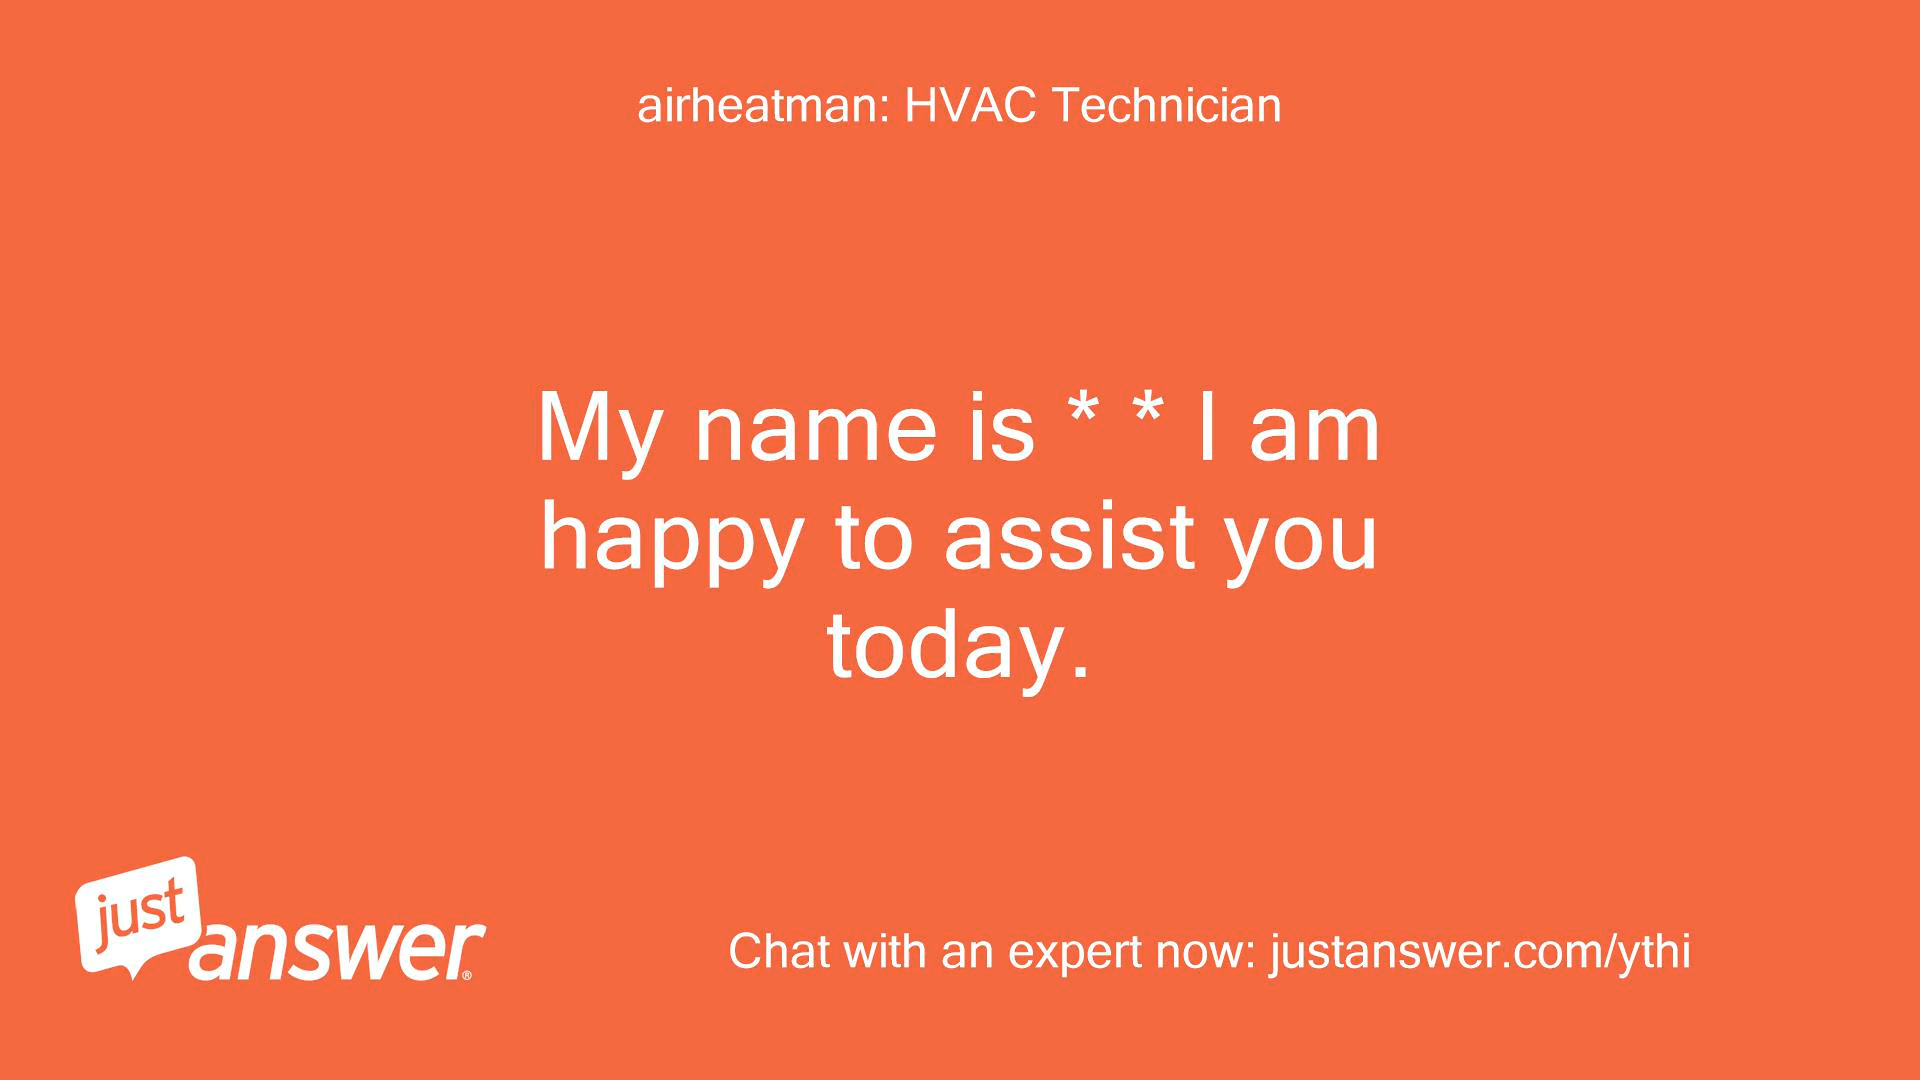 airheatman: HVAC Technician
My name is * * I am
happy to assist you
today.
just
answer®
Chat with an expert now: justanswer.com/ythi